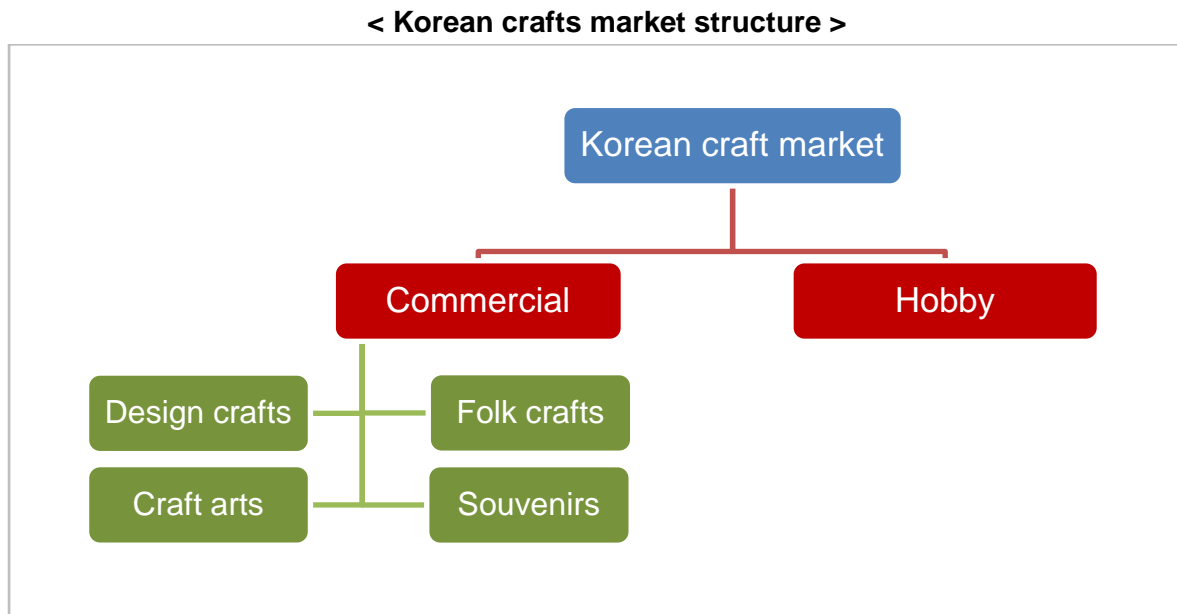 < Korean crafts market structure >
Korean craft market
Commercial
Hobby
Design crafts
Folk crafts
Craft arts
Souvenirs